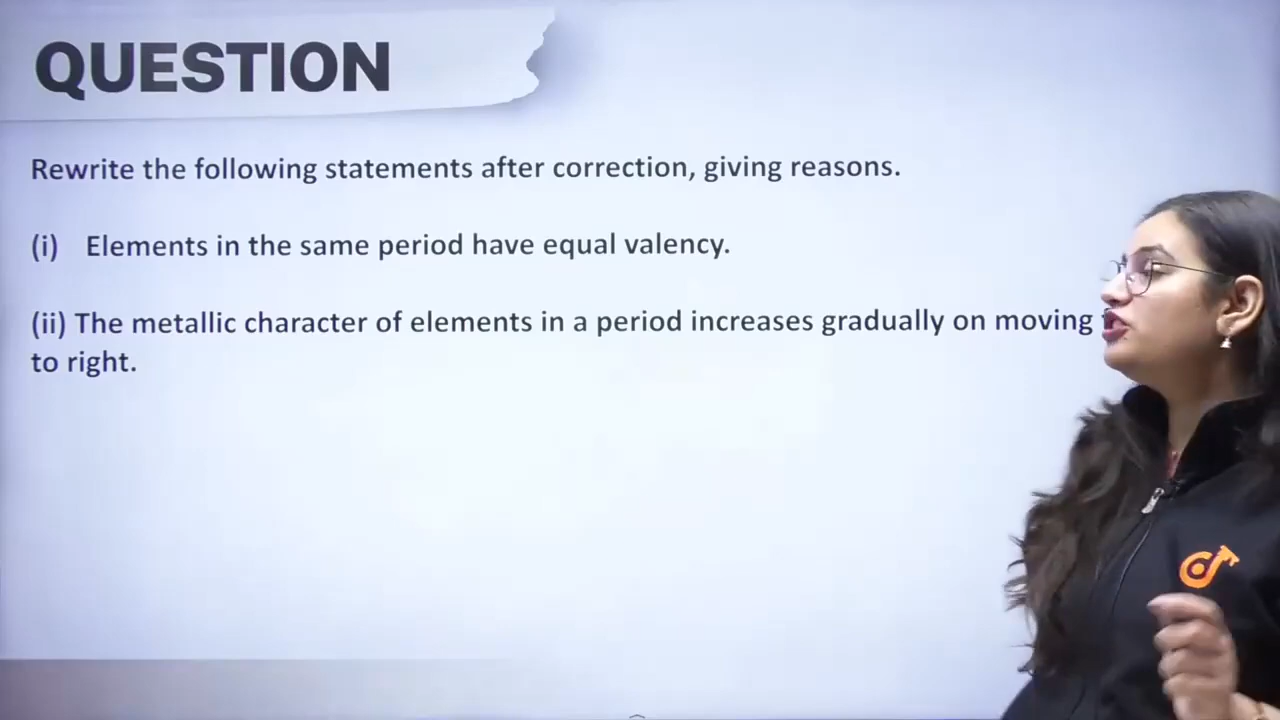 QUESTION
Rewrite the following statements after correction, giving reasons.
(i) Elements in the same period have equal valency.
(ii) The metallic character of elements in a period increases gradually on moving
to right.